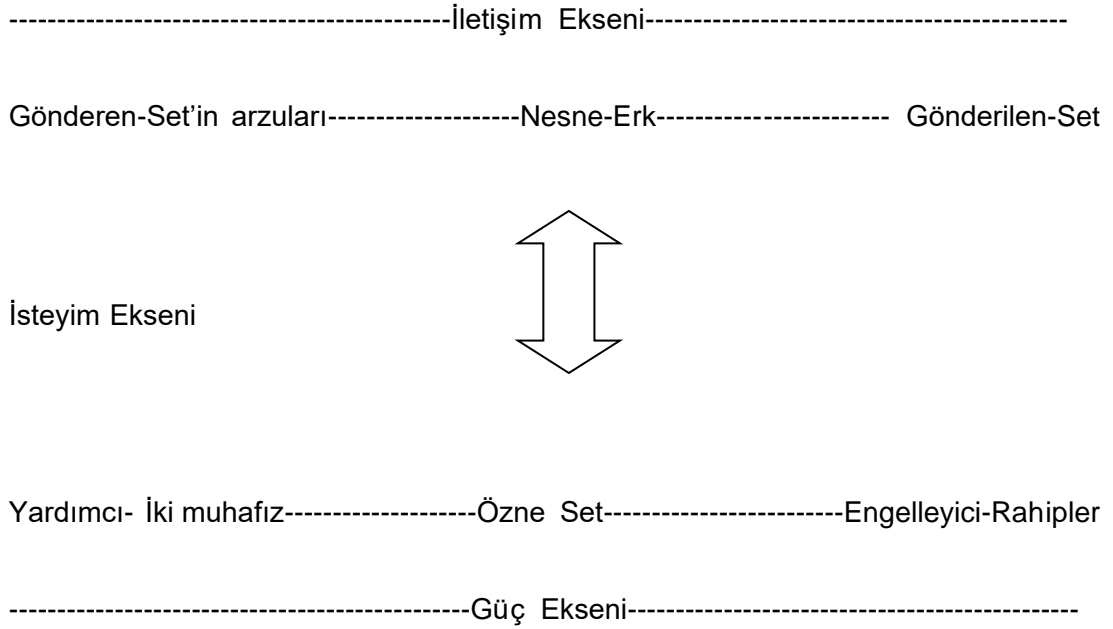 ----------------------------------------------İletişim Ekseni--------------------------------------------
Gönderen-Set’in arzuları--------------------Nesne-Erk------------------------ Gönderilen-Set
İsteyim Ekseni
Yardımcı- İki muhafız--------------------Özne Set-------------------------Engelleyici-Rahipler
------------------------------------------------Güç Ekseni-----------------------------------------------